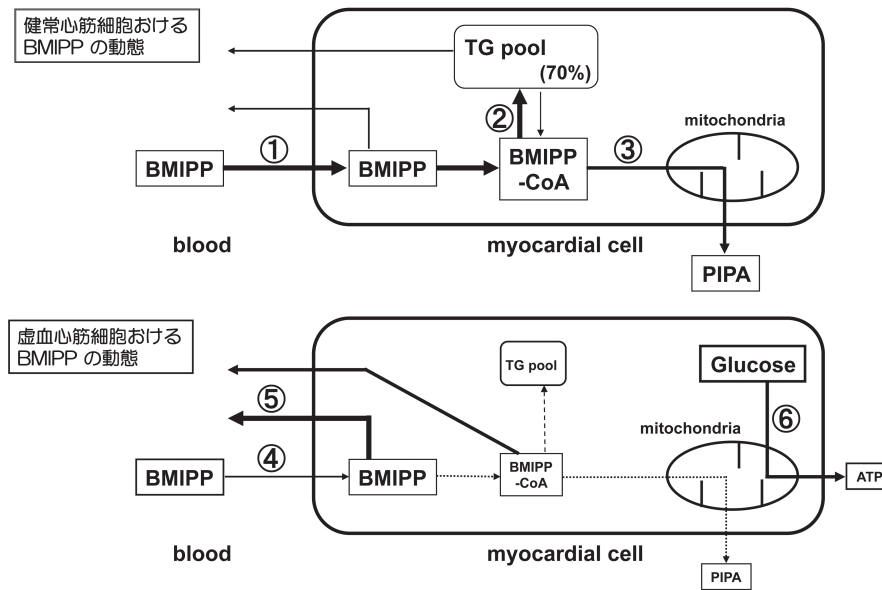 健常心筋細胞おける
BMIPP の動態
TG pool
(70%)
②
mitochondria
①
③
BMIPP
BMIPP
BMIPP
-CoA
blood
myocardial cell
PIPA
虚血心筋細胞おける
BMIPP の動態
TG pool
Glucose
⑤
⑥
mitochondria
④
BMIPP
BMIPP
BMIPP
-CoA
ATP
blood
myocardial cell
PIPA